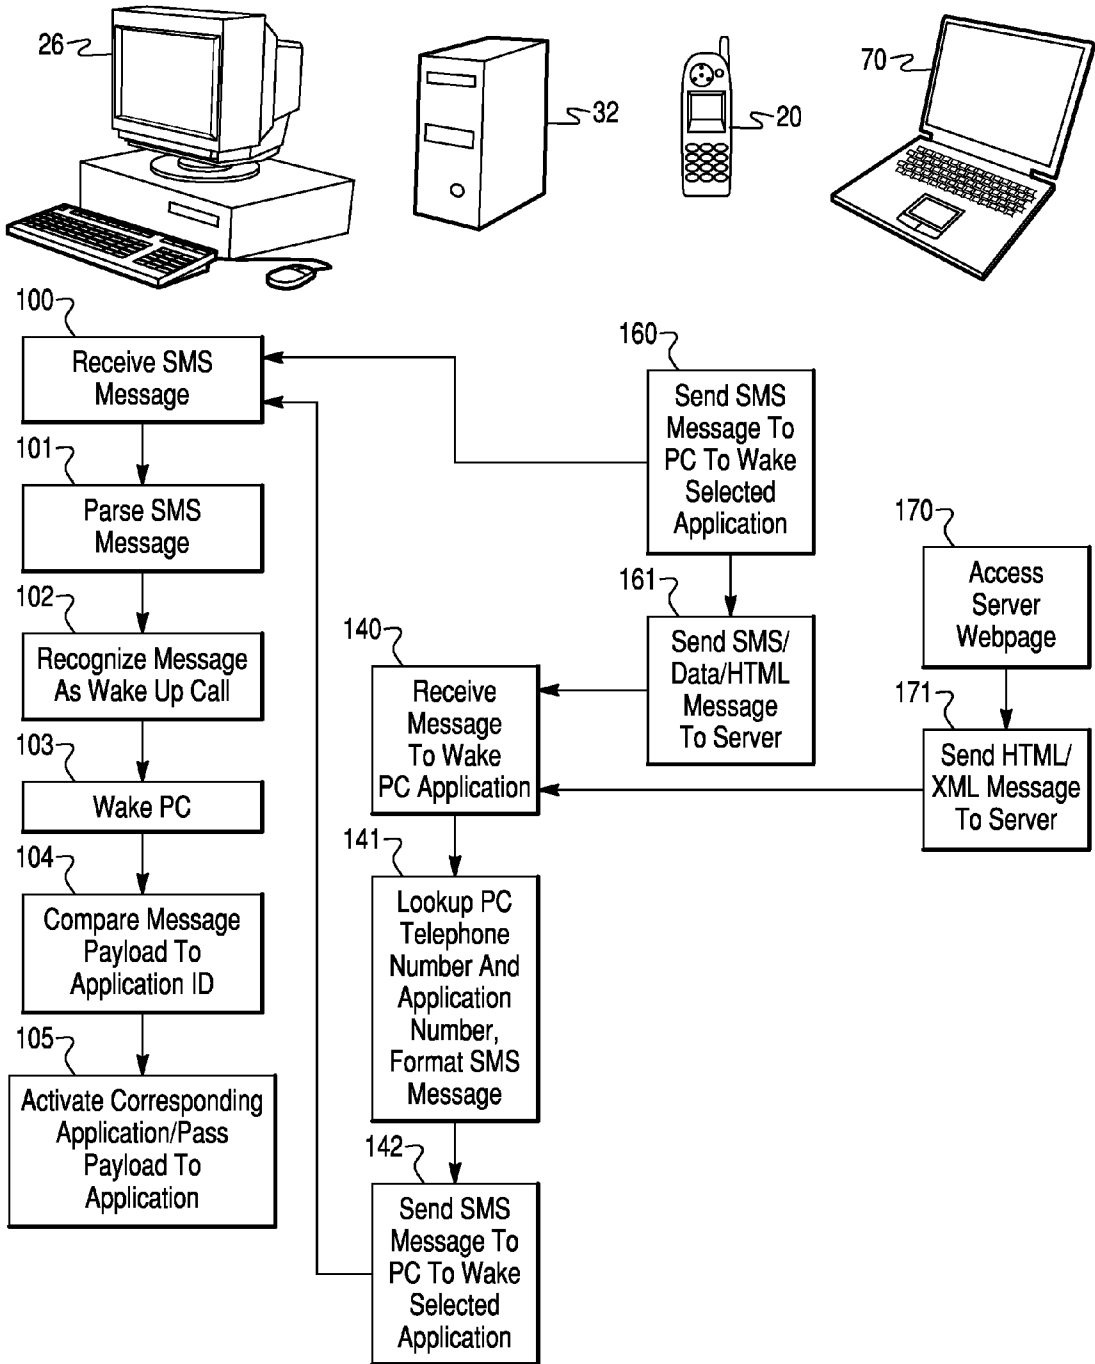 26
32
20
70
100
Receive SMS
Message
101
Parse SMS
Message
102
Recognize Message
As Wake Up Call
103
Wake PC
104
Compare Message
Payload To
Application ID
105
Activate Corresponding
Application/Pass
Payload To
Application
140
Receive
Message
To Wake
PC Application
141
Lookup PC
Telephone
Number And
Application
Number,
Format SMS
Message
142
Send SMS
Message To
PC To Wake
Selected
Application
160
Send SMS
Message To
PC To Wake
Selected
Application
161
Send SMS/
Data/HTML
Message
To Server
170
Access
Server
Webpage
171
Send HTML/
XML Message
To Server